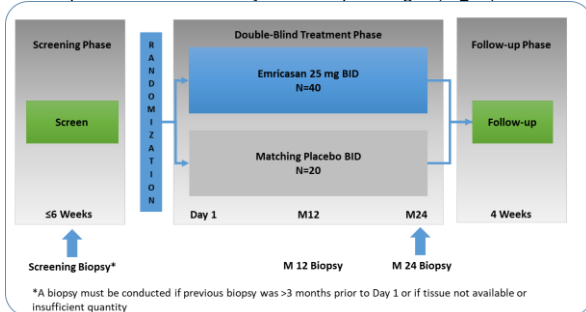 Screening Phase
Double-Blind Treatment Phase
Follow-up Phase
RANDOMIZATION
Emricasan 25 mg BID
N=40
Screen
Follow-up
Matching Placebo BID
N=20
≤6 Weeks
Day 1
M12
M24
4 Weeks
Screening Biopsy*
M 12 Biopsy
M 24 Biopsy
*A biopsy must be conducted if previous biopsy was >3 months prior to Day 1 or if tissue not available or
insufficient quantity